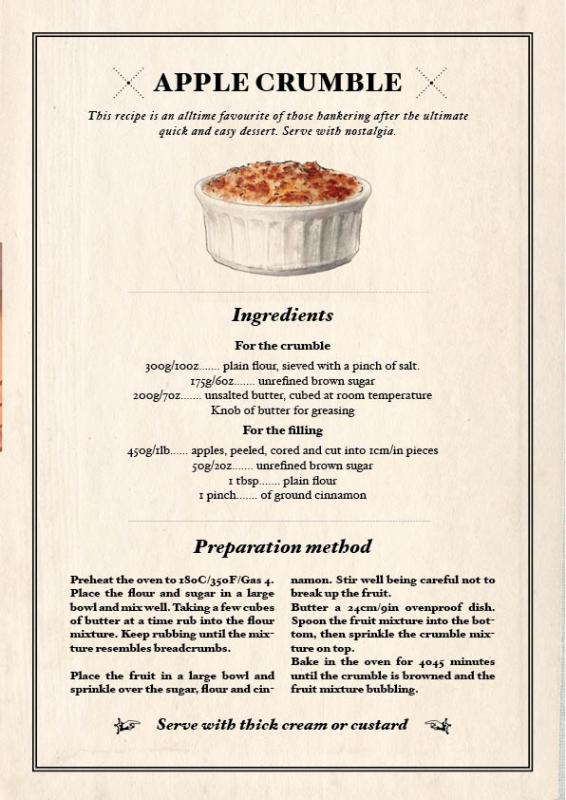 APPLE CRUMBLE
This recipe is an alltime favourite of those hankering after the ultimate
quick and easy dessert. Serve with nostalgia.
Ingredients
For the crumble
300g/10oz....... plain flour, sieved with a pinch of salt.
175g/6oz....... unrefined brown sugar
200g/7oz....... unsalted butter, cubed at room temperature
Knob of butter for greasing
For the filling
450g/1lb...... apples, peeled, cored and cut into 1cm/in pieces
50g/2oz....... unrefined brown sugar
1 tbsp....... plain flour
1 pinch....... of ground cinnamon
Preparation method
Preheat the oven to 180C/350F/Gas 4.
Place the flour and sugar in a large
bowl and mix well. Taking a few cubes
of butter at a time rub into the flour
mixture. Keep rubbing until the mix-
ture resembles breadcrumbs.
Place the fruit in a large bowl and
sprinkle over the sugar, flour and cin-
namon. Stir well being careful not to
break up the fruit.
Butter a 24cm/9in ovenproof dish.
Spoon the fruit mixture into the bot-
tom, then sprinkle the crumble mix-
ture on top.
Bake in the oven for 4045 minutes
until the crumble is browned and the
fruit mixture bubbling.
Serve with thick cream or custard